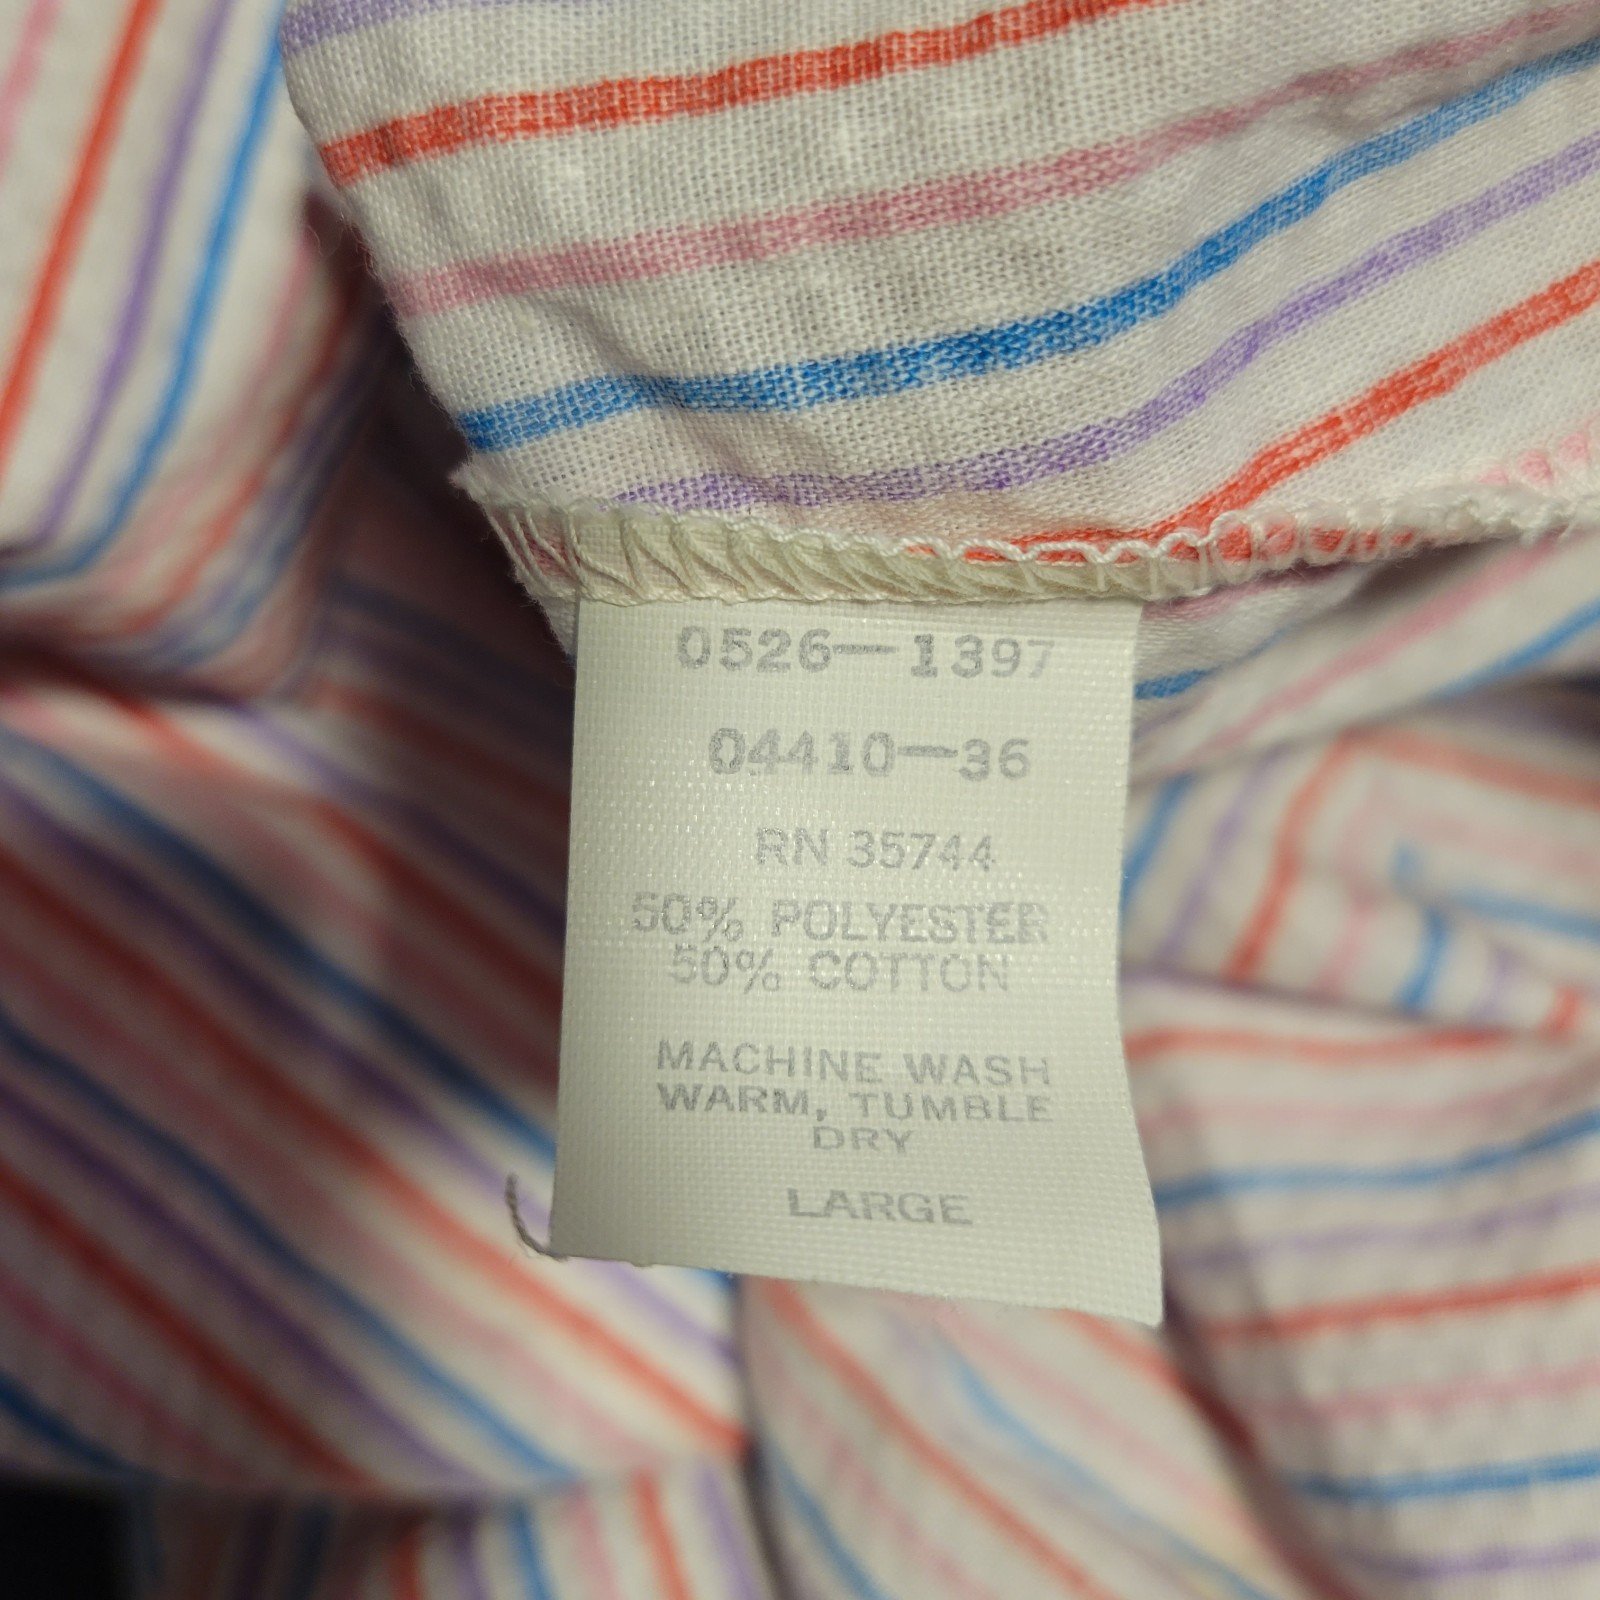 0526—1397
04410—36
RN 35744
50% POLYESTER
50% COTTON
MACHINE WASH
WARM, TUMBLE
DRY
LARGE